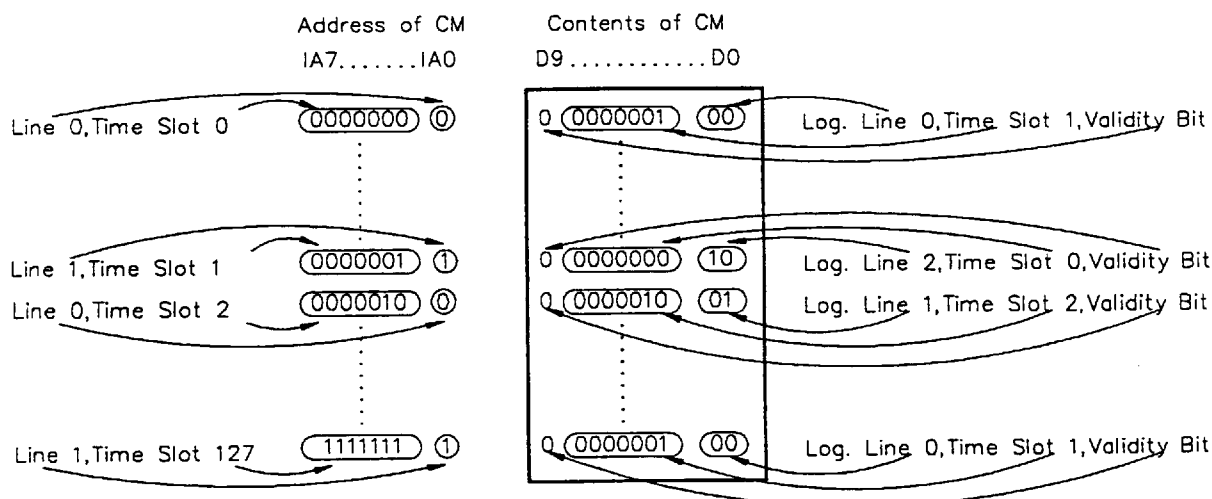 Address of CM Contents of CM
IA7.......IA0 D9............D0
Line 0,Time Slot 0 0000000 0 0 0000001 00 Log. Line 0,Time Slot 1,Validity Bit
Line 1,Time Slot 1 0000001 1 0 0000000 10 Log. Line 2,Time Slot 0,Validity Bit
Line 0,Time Slot 2 0000010 0 0 0000010 01 Log. Line 1,Time Slot 2,Validity Bit
Line 1,Time Slot 127 1111111 1 0 0000001 00 Log. Line 0,Time Slot 1,Validity Bit